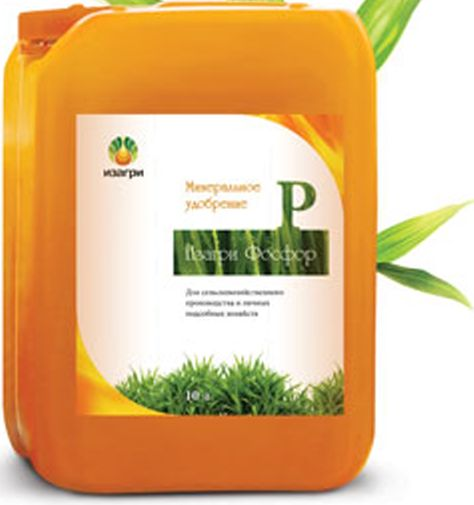 изагри
Минеральное
удобрение
P
Изагри Фосфор
Для сельскохозяйственного
производства и личных
подсобных хозяйств
10 л.